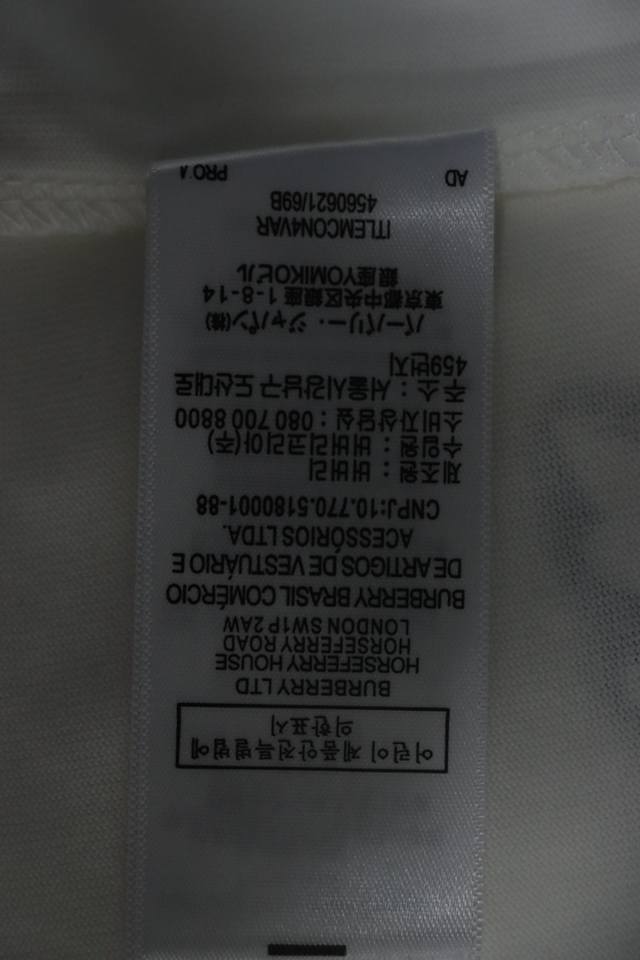 어린이제품안전특별법에
의한표시
BURBERRY LTD
HORSEFERRY HOUSE
HORSEFERRY ROAD
LONDON SW1P 2AW
BURBERRY BRASIL COMÉRCIO
DE ARTIGOS DE VESTUÁRIO E
ACESSÓRIOS LTDA.
CNPJ:10.770.5180001-88
제조원 : 버버리
수입원 : 버버리코리아(주)
소비자상담실 : 080 700 8800
주소 : 서울시강남구 도산대로
459번지
バーバリー・ジャパン(株)
東京都中央区銀座 1-8-14
銀座YOMIKOビル
ITLEMCON4VAR
4560621/69B
AD